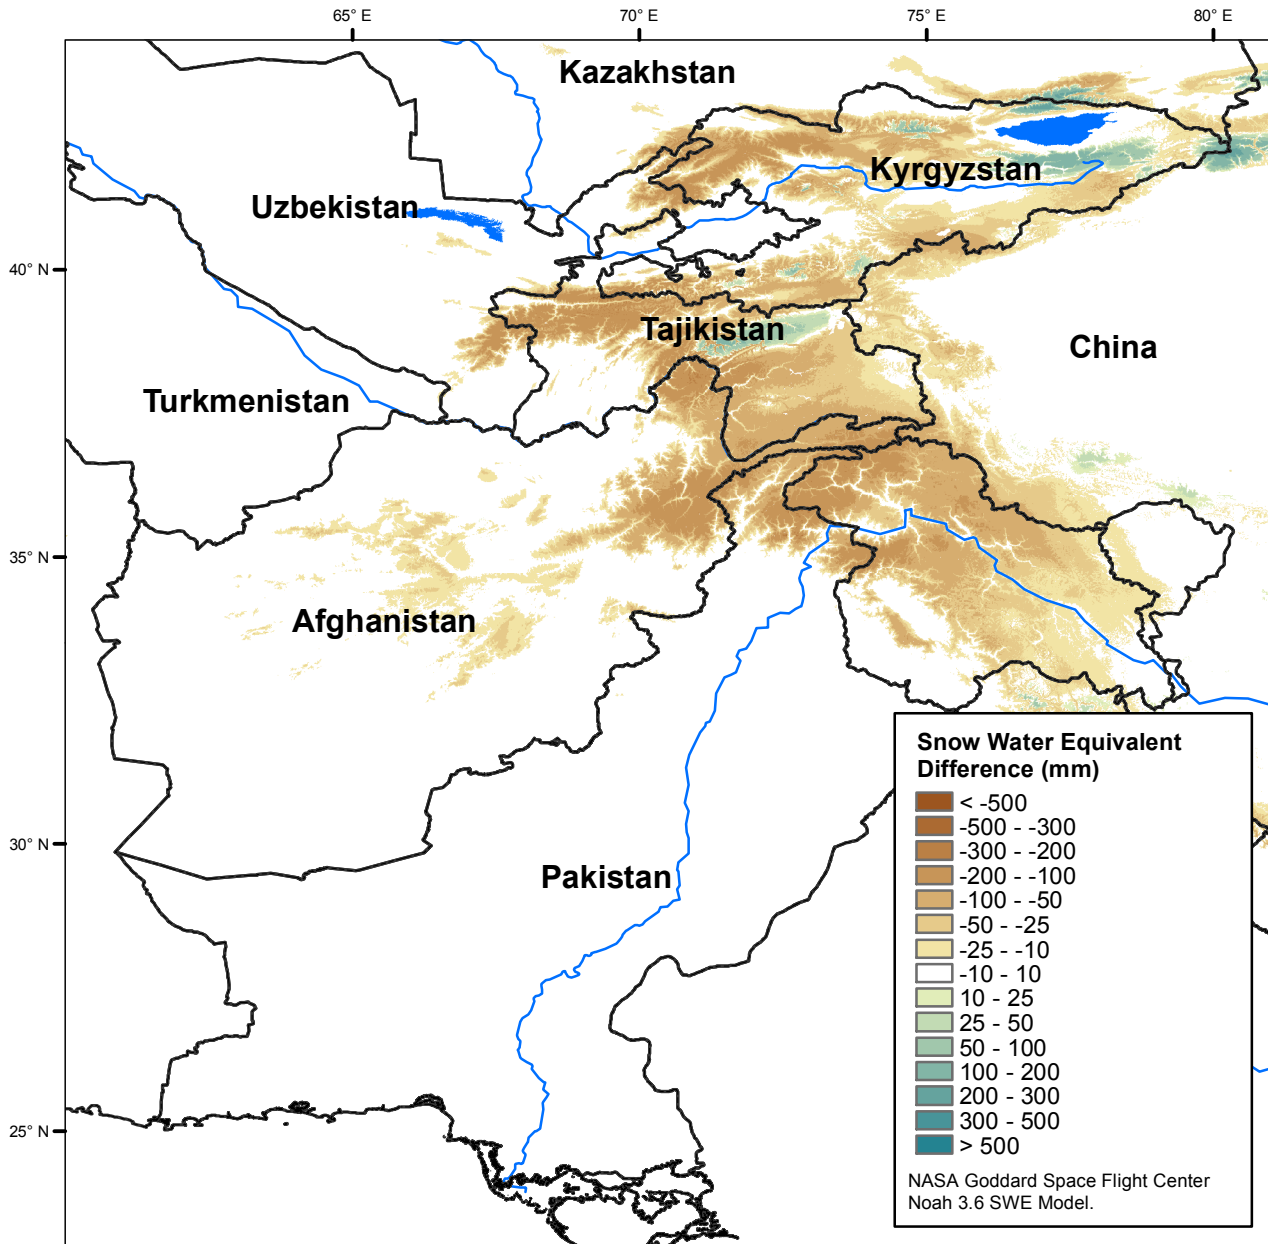 65° E
70° E
75° E
80° E
Kazakhstan
Kyrgyzstan
Uzbekistan
40° N
Tajikistan
China
Turkmenistan
35° N
Afghanistan
Snow Water Equivalent
Difference (mm)
< -500
-500 - -300
-300 - -200
-200 - -100
-100 - -50
-50 - -25
-25 - -10
-10 - 10
10 - 25
25 - 50
50 - 100
100 - 200
200 - 300
300 - 500
> 500
NASA Goddard Space Flight Center
Noah 3.6 SWE Model.
30° N
Pakistan
25° N